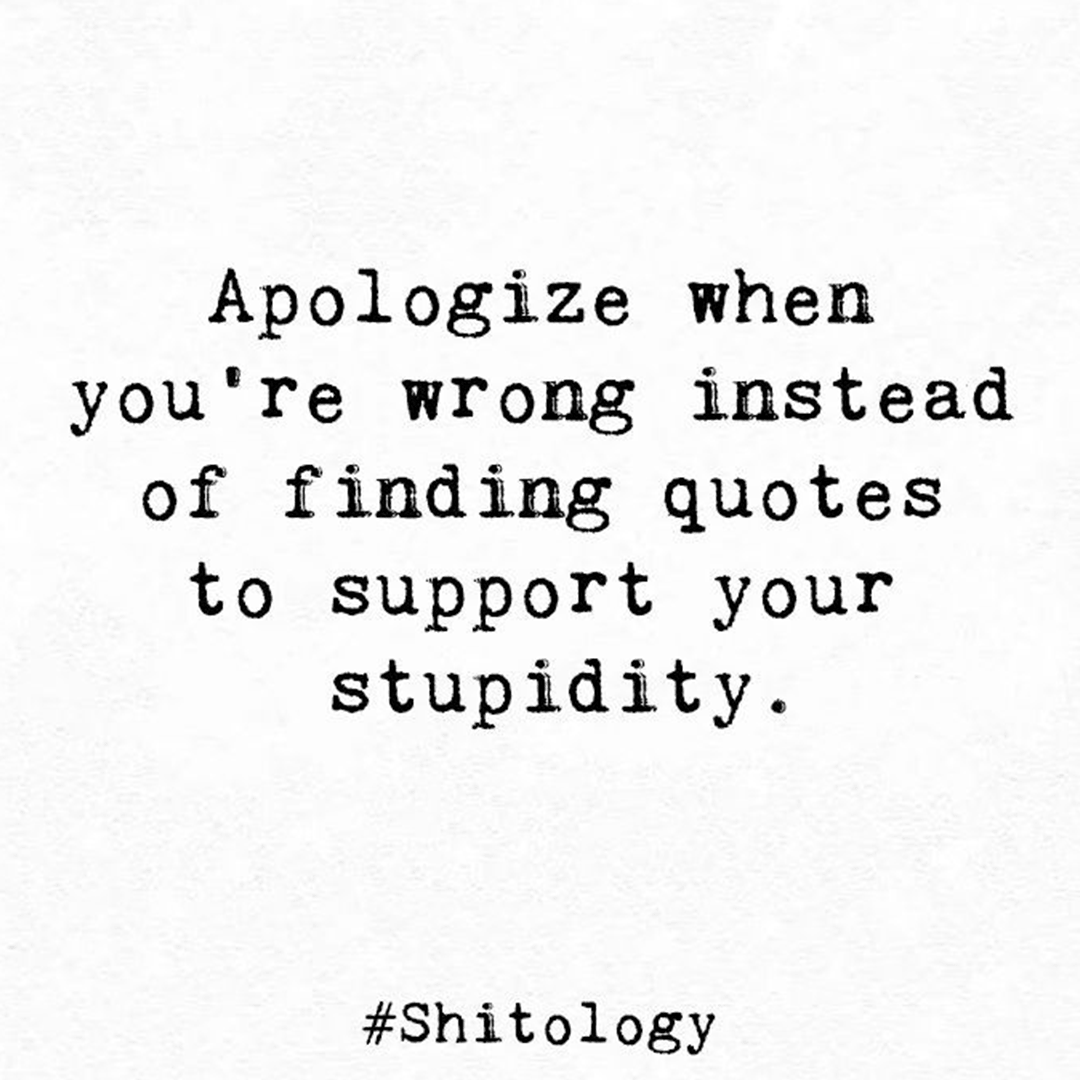 Apologize when
you're wrong instead
of finding quotes
to support your
stupidity.
#Shitology